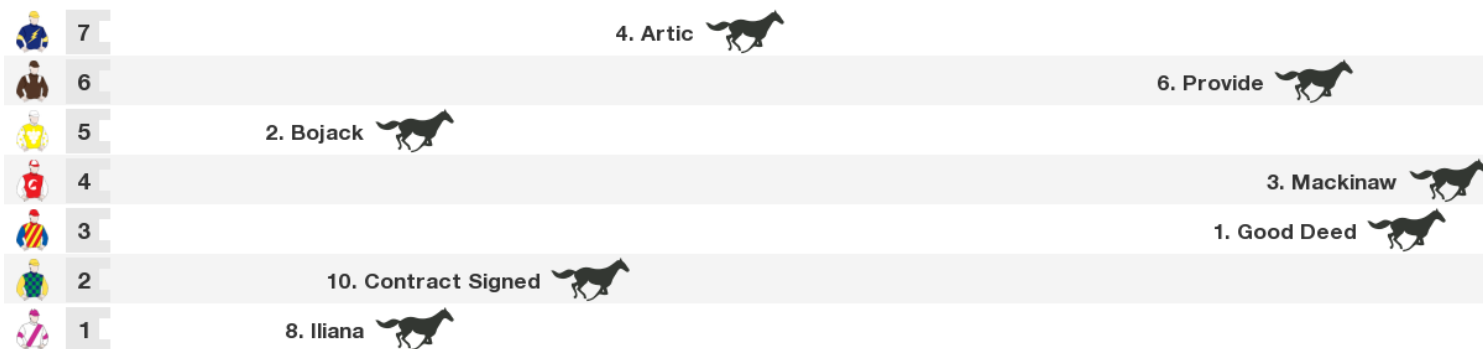 7 4. Artic
6 6. Provide
5 2. Bojack
4 3. Mackinaw
3 1. Good Deed
2 10. Contract Signed
1 8. Iliana